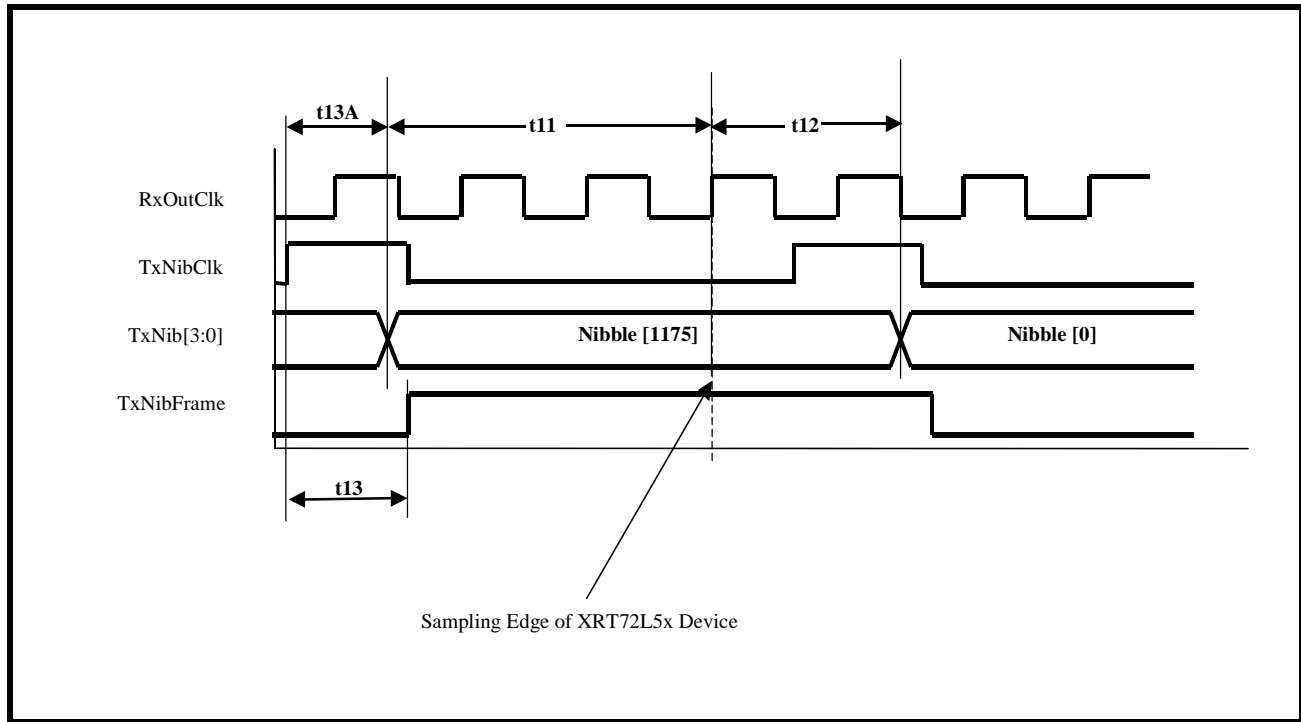 t13A
t11
t12
RxOutClk
TxNibClk
TxNib[3:0]
Nibble [1175]
Nibble [0]
TxNibFrame
t13
Sampling Edge of XRT72L5x Device